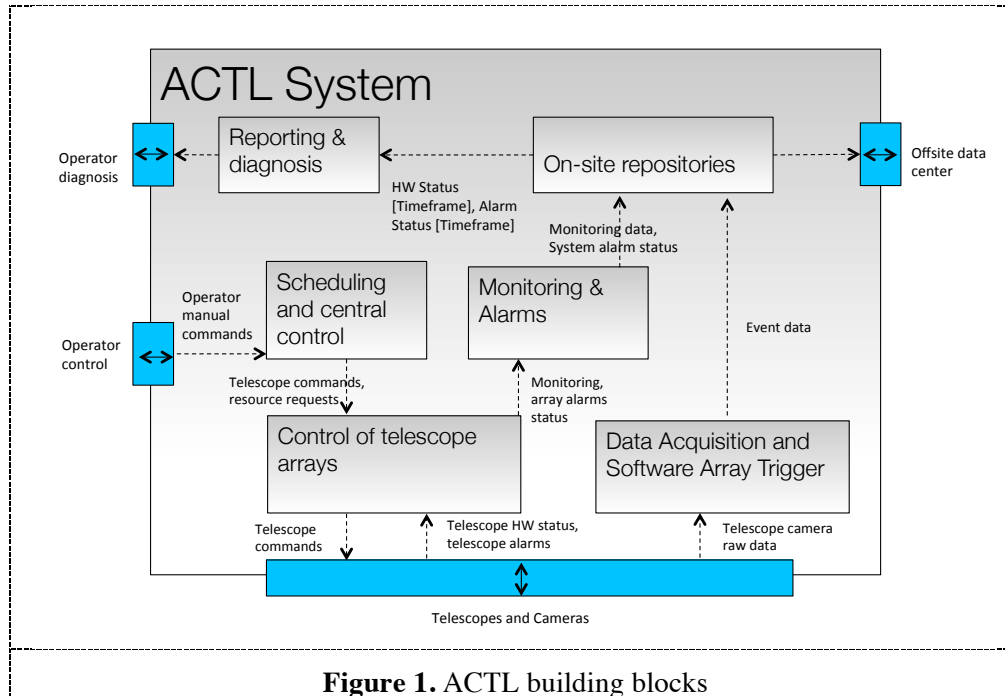 ACTL System
Reporting &
diagnosis
On-site repositories
Operator
diagnosis
Offsite data
center
HW Status
[Timeframe], Alarm
Status [Timeframe]
Monitoring data,
System alarm status
Scheduling
and central
control
Monitoring &
Alarms
Operator
manual
commands
Event data
Operator
control
Telescope commands,
resource requests
Monitoring,
array alarms
status
Control of telescope
arrays
Data Acquisition and
Software Array Trigger
Telescope
commands
Telescope HW status,
telescope alarms
Telescope camera
raw data
Telescopes and Cameras
Figure 1. ACTL building blocks